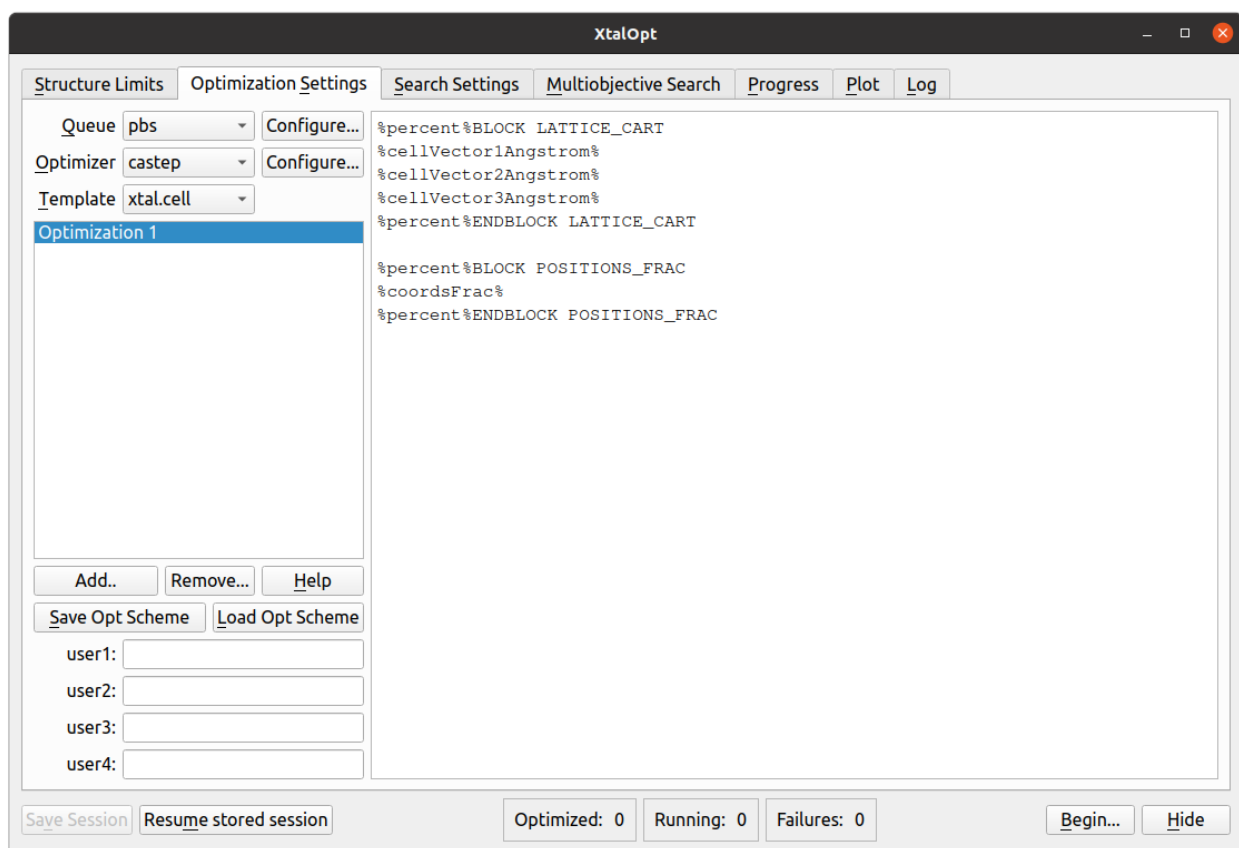 XtalOpt
Structure Limits Optimization Settings Search Settings Multiobjective Search Progress Plot Log
Queue pbs Configure...
Optimizer castep Configure...
Template xtal.cell
Optimization 1
Add.. Remove... Help
Save Opt Scheme Load Opt Scheme
user1:
user2:
user3:
user4:
%percent%BLOCK LATTICE_CART
%cellVector1Angstrom%
%cellVector2Angstrom%
%cellVector3Angstrom%
%percent%ENDBLOCK LATTICE_CART
%percent%BLOCK POSITIONS_FRAC
%coordsFrac%
%percent%ENDBLOCK POSITIONS_FRAC
Save Session Resume stored session Optimized: 0 Running: 0 Failures: 0 Begin... Hide